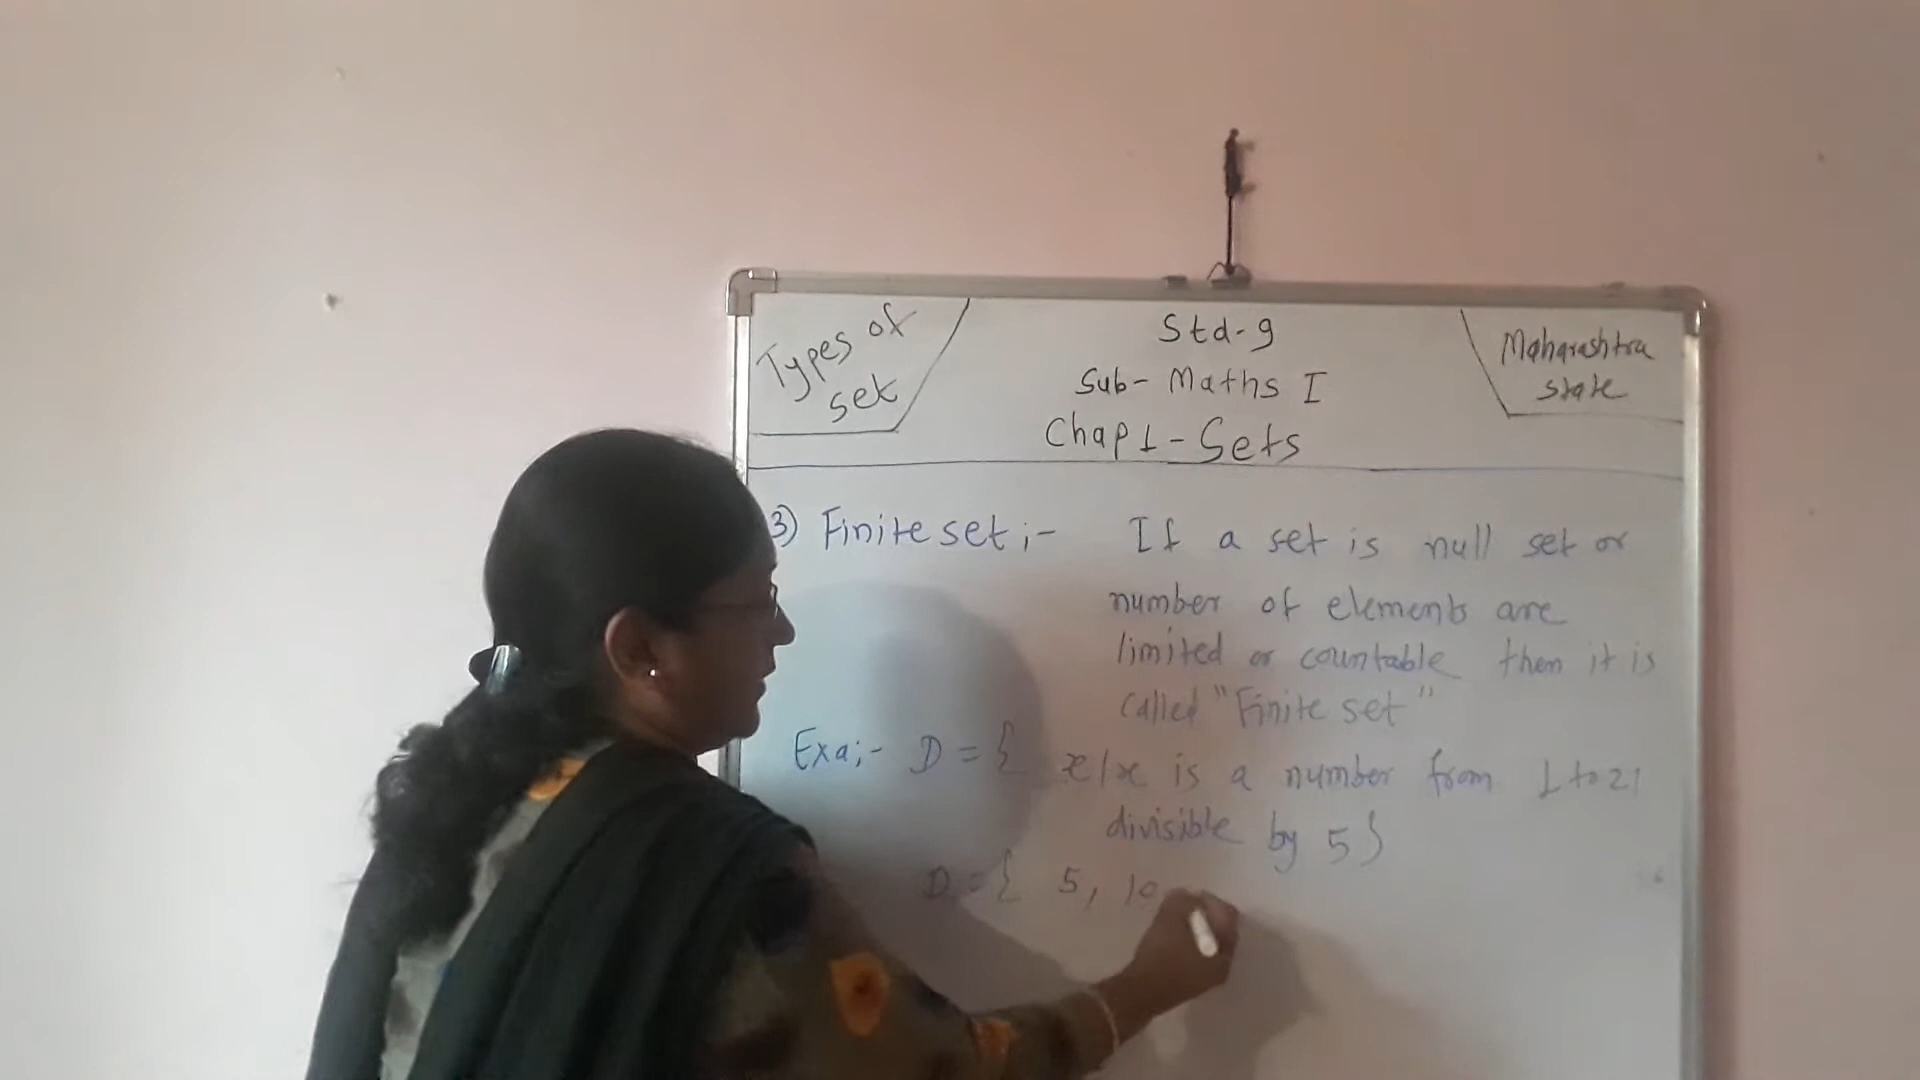 Types of
set
Std-9
Sub- Maths I
Chap 1 - Sets
Maharashtra
state
3) Finite set ;- If a set is null set or
number of elements are
limited or countable then it is
called "Finite set"
Exa;- D = { x/x is a number from 1 to 21
divisible by 5 }
D = { 5, 10